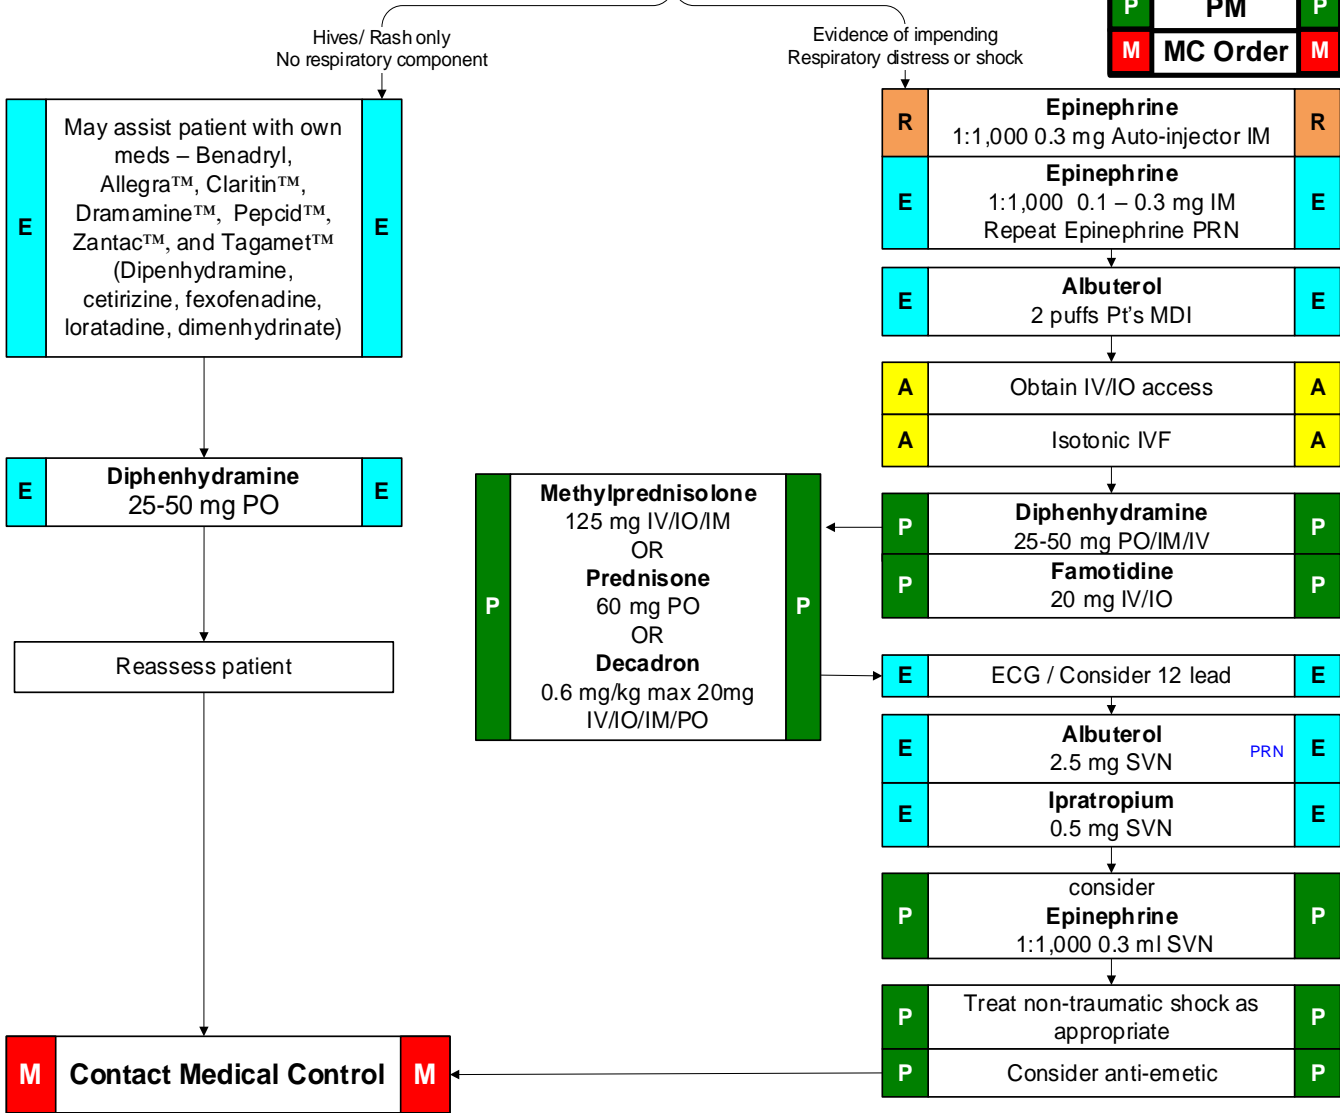 P PM P
M MC Order M
Hives/ Rash only
No respiratory component
Evidence of impending
Respiratory distress or shock
E E
May assist patient with own
meds – Benadryl,
Allegra™, Claritin™,
Dramamine™, Pepcid™,
Zantac™, and Tagamet™
(Dipenhydramine,
cetirizine, fexofenadine,
loratadine, dimenhydrinate)
E E
Diphenhydramine
25-50 mg PO
Reassess patient
R R
Epinephrine
1:1,000 0.3 mg Auto-injector IM
E E
Epinephrine
1:1,000 0.1 – 0.3 mg IM
Repeat Epinephrine PRN
E E
Albuterol
2 puffs Pt's MDI
A Obtain IV/IO access A
A Isotonic IVF A
P P
Diphenhydramine
25-50 mg PO/IM/IV
P P
Famotidine
20 mg IV/IO
P P
Methylprednisolone
125 mg IV/IO/IM
OR
Prednisone
60 mg PO
OR
Decadron
0.6 mg/kg max 20mg
IV/IO/IM/PO
E ECG / Consider 12 lead E
E E
Albuterol
2.5 mg SVN PRN
E E
Ipratropium
0.5 mg SVN
P P
consider
Epinephrine
1:1,000 0.3 ml SVN
P P
Treat non-traumatic shock as
appropriate
P Consider anti-emetic P
M Contact Medical Control M